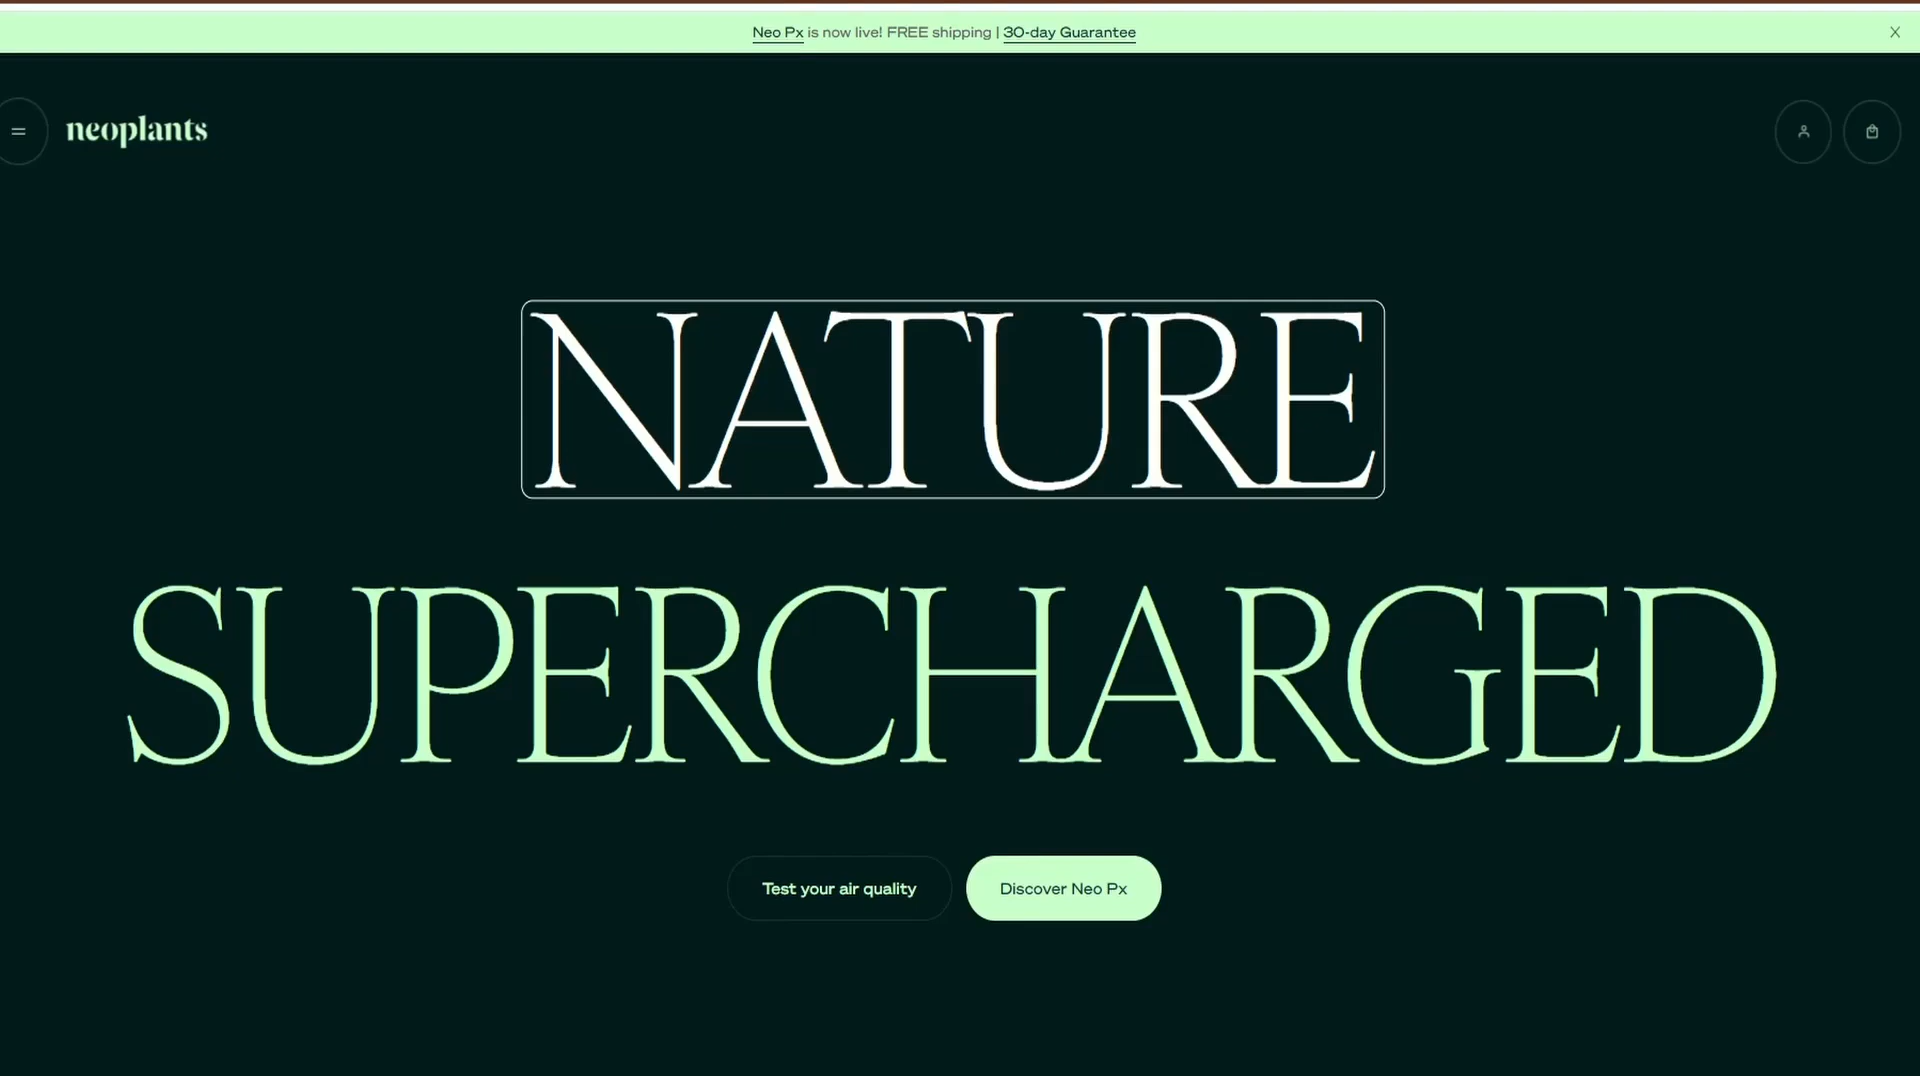 Neo Px is now live! FREE shipping | 30-day Guarantee X
neoplants
NATURE
SUPERCHARGED
Test your air quality
Discover Neo Px